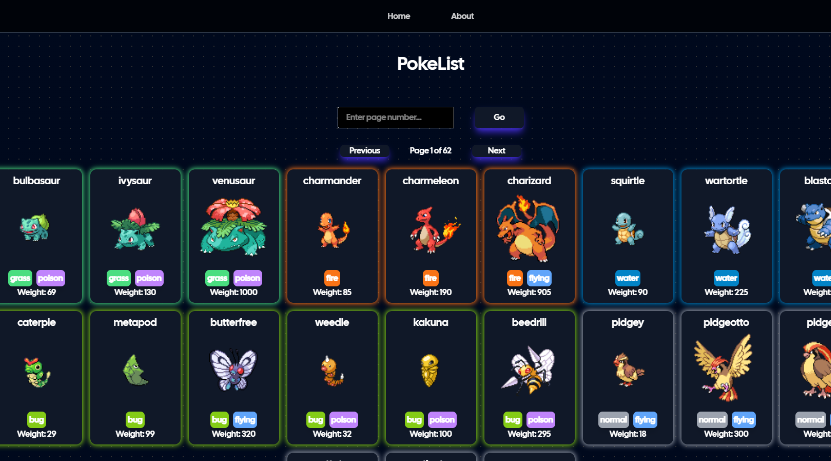 Home About
PokeList
Enter page number... Go
Previous Page 1 of 62 Next
bulbasaur ivysaur venusaur charmander charmeleon charizard squirtle wartortle blasto
grass poison grass poison grass poison fire fire fire flying water water wate
Weight: 69 Weight: 130 Weight: 1000 Weight: 85 Weight: 190 Weight: 905 Weight: 90 Weight: 225 Weight:
caterpie metapod butterfree weedle kakuna beedrill pidgey pidgeotto pidge
bug bug bug flying bug poison bug poison bug poison normal flying normal flying normal
Weight: 29 Weight: 99 Weight: 320 Weight: 32 Weight: 100 Weight: 295 Weight: 18 Weight: 300 Weight: